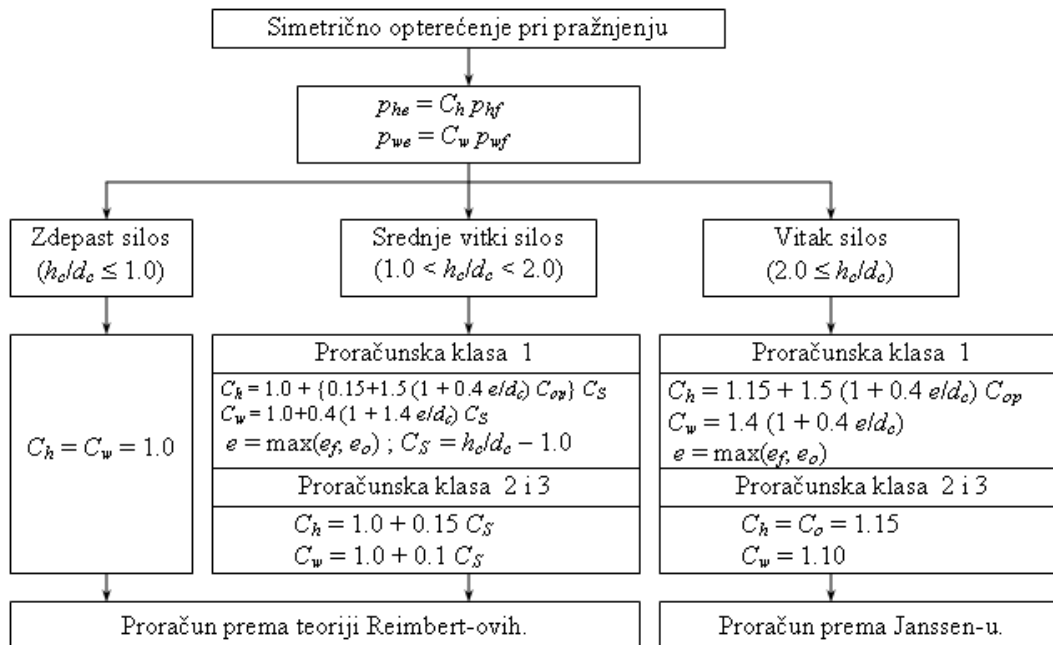 Simetrično opterećenje pri pražnjenju
p_he = C_h p_hf
p_we = C_w p_wf
Zdepast silos
(h_c/d_c ≤ 1.0)
Srednje vitki silos
(1.0 < h_c/d_c < 2.0)
Vitak silos
(2.0 ≤ h_c/d_c)
C_h = C_w = 1.0
Proračunska klasa 1
C_h = 1.0 + {0.15+1.5 (1 + 0.4 e/d_c) C_op} C_S
C_w = 1.0+0.4 (1 + 1.4 e/d_c) C_S
e = max(e_f, e_o) ; C_S = h_c/d_c − 1.0
Proračunska klasa 2 i 3
C_h = 1.0 + 0.15 C_S
C_w = 1.0 + 0.1 C_S
Proračunska klasa 1
C_h = 1.15 + 1.5 (1 + 0.4 e/d_c) C_op
C_w = 1.4 (1 + 0.4 e/d_c)
e = max(e_f, e_o)
Proračunska klasa 2 i 3
C_h = C_o = 1.15
C_w = 1.10
Proračun prema teoriji Reimbert-ovih.
Proračun prema Janssen-u.